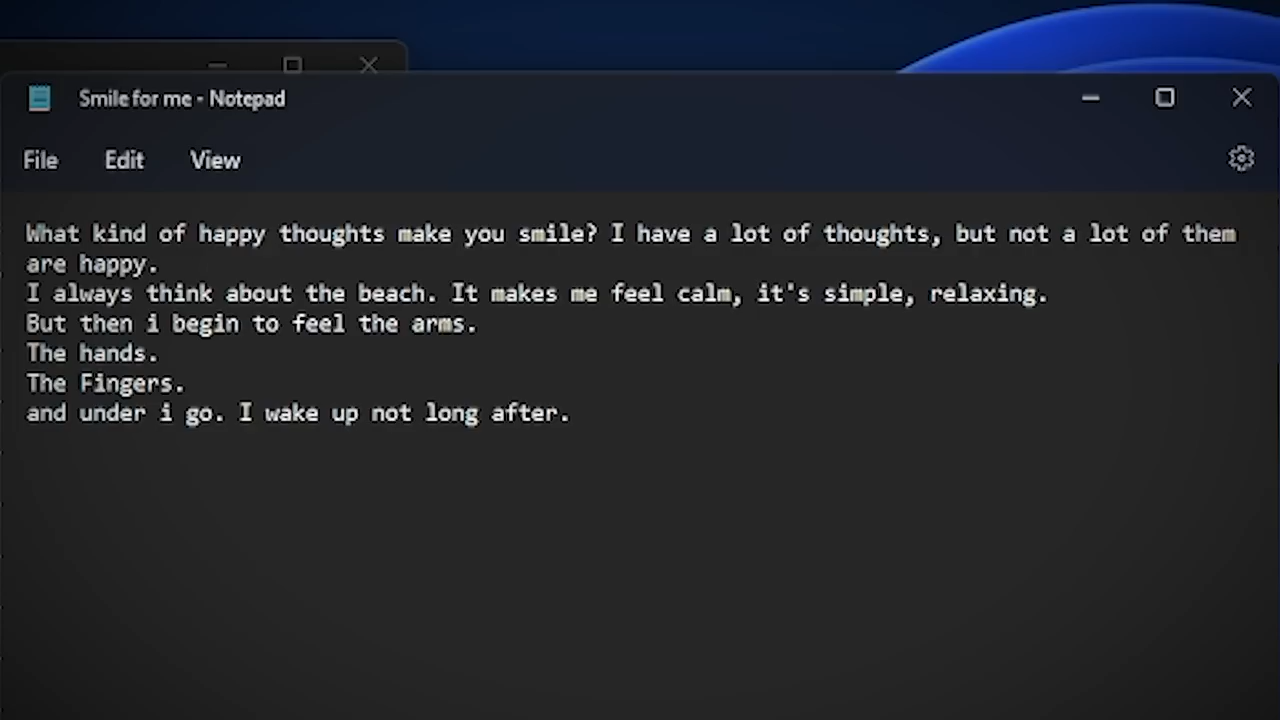 Smile for me - Notepad
File Edit View
What kind of happy thoughts make you smile? I have a lot of thoughts, but not a lot of them
are happy.
I always think about the beach. It makes me feel calm, it's simple, relaxing.
But then i begin to feel the arms.
The hands.
The Fingers.
and under i go. I wake up not long after.